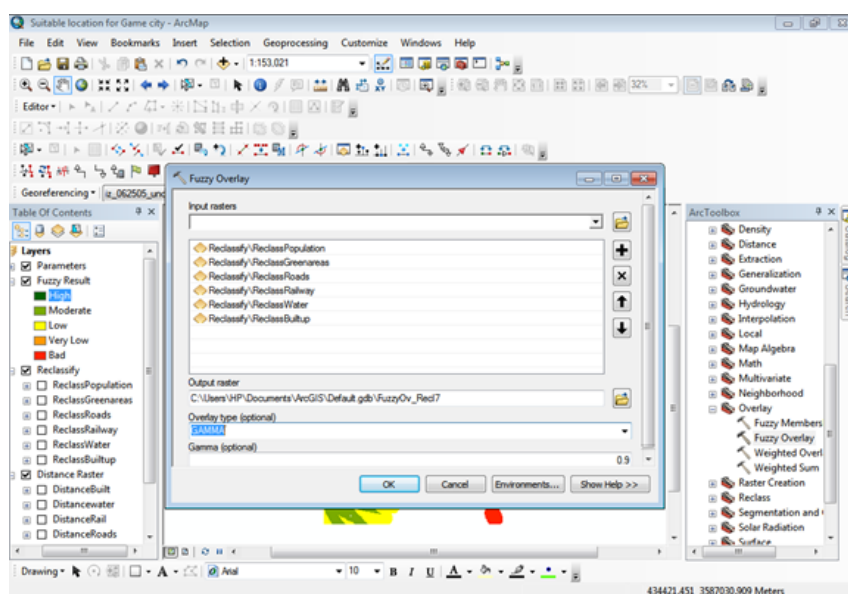 Suitable location for Game city - ArcMap
File Edit View Bookmarks Insert Selection Geoprocessing Customize Windows Help
1:153.021
32%
Editor
Georeferencing iz_062505_und
Fuzzy Overlay
Input rasters
Reclassify\ReclassPopulation
Reclassify\ReclassGreenareas
Reclassify\ReclassRoads
Reclassify\ReclassRailway
Reclassify\ReclassWater
Reclassify\ReclassBuiltup
Output raster
C:\Users\HP\Documents\ArcGIS\Default.gdb\FuzzyOv_Recl7
Overlay type (optional)
GAMMA
Gamma (optional)
0.9
OK Cancel Environments... Show Help >>
Table Of Contents
Layers
Parameters
Fuzzy Result
High
Moderate
Low
Very Low
Bad
Reclassify
ReclassPopulation
ReclassGreenareas
ReclassRoads
ReclassRailway
ReclassWater
ReclassBuiltup
Distance Raster
DistanceBuilt
Distancewater
DistanceRail
DistanceRoads
ArcToolbox
Density
Distance
Extraction
Generalization
Groundwater
Hydrology
Interpolation
Local
Map Algebra
Math
Multivariate
Neighborhood
Overlay
Fuzzy Members
Fuzzy Overlay
Weighted Overl
Weighted Sum
Raster Creation
Reclass
Segmentation and
Solar Radiation
Surface
Drawing A Arial 10 B I U A
434421.451 3587030.909 Meters